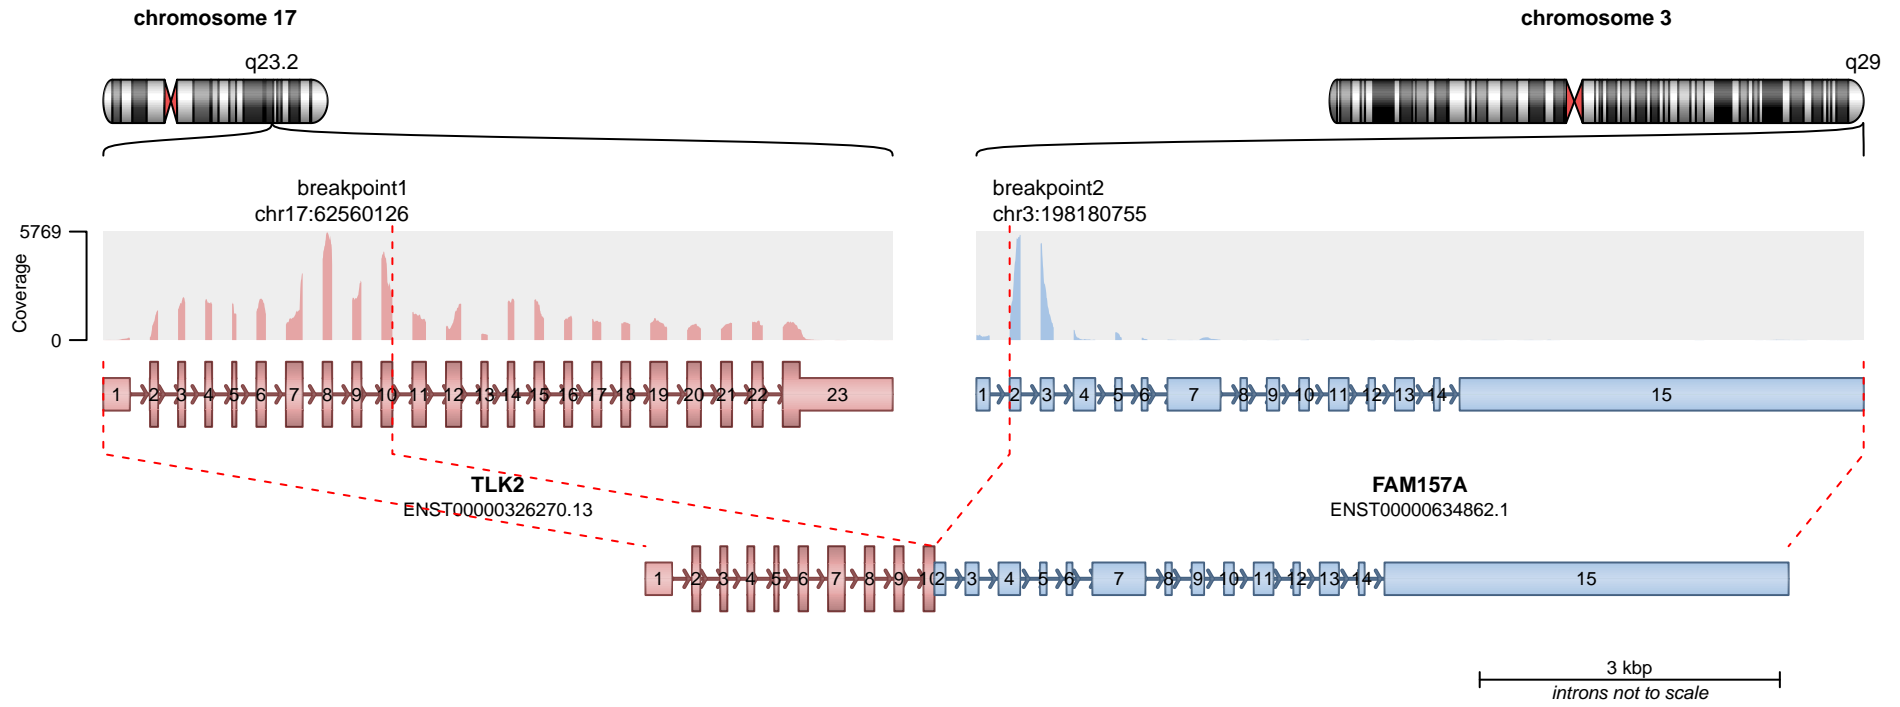 chromosome 17
chromosome 3
q23.2
q29
breakpoint1
chr17:62560126
breakpoint2
chr3:198180755
5769
Coverage
0
1 2 3 4 5 6 7 8 9 10 11 12 13 14 15 16 17 18 19 20 21 22 23
1 2 3 4 5 6 7 8 9 10 11 12 13 14 15
TLK2
ENST00000326270.13
FAM157A
ENST00000634862.1
1 2 3 4 5 6 7 8 9 10 2 3 4 5 6 7 8 9 10 11 12 13 14 15
3 kbp
introns not to scale